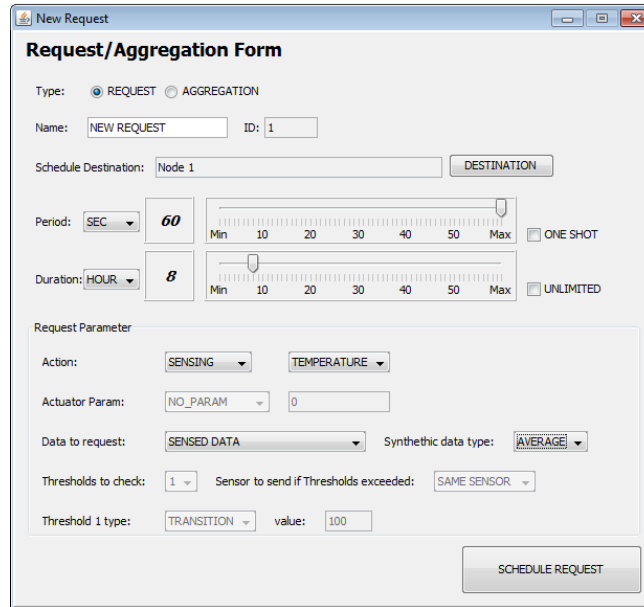 New Request
Request/Aggregation Form
Type: REQUEST AGGREGATION
Name: NEW REQUEST ID: 1
Schedule Destination: Node 1 DESTINATION
Period: SEC 60 Min 10 20 30 40 50 Max ONE SHOT
Duration: HOUR 8 Min 10 20 30 40 50 Max UNLIMITED
Request Parameter
Action: SENSING TEMPERATURE
Actuator Param: NO_PARAM 0
Data to request: SENSED DATA Synthethic data type: AVERAGE
Thresholds to check: 1 Sensor to send if Thresholds exceeded: SAME SENSOR
Threshold 1 type: TRANSITION value: 100
SCHEDULE REQUEST